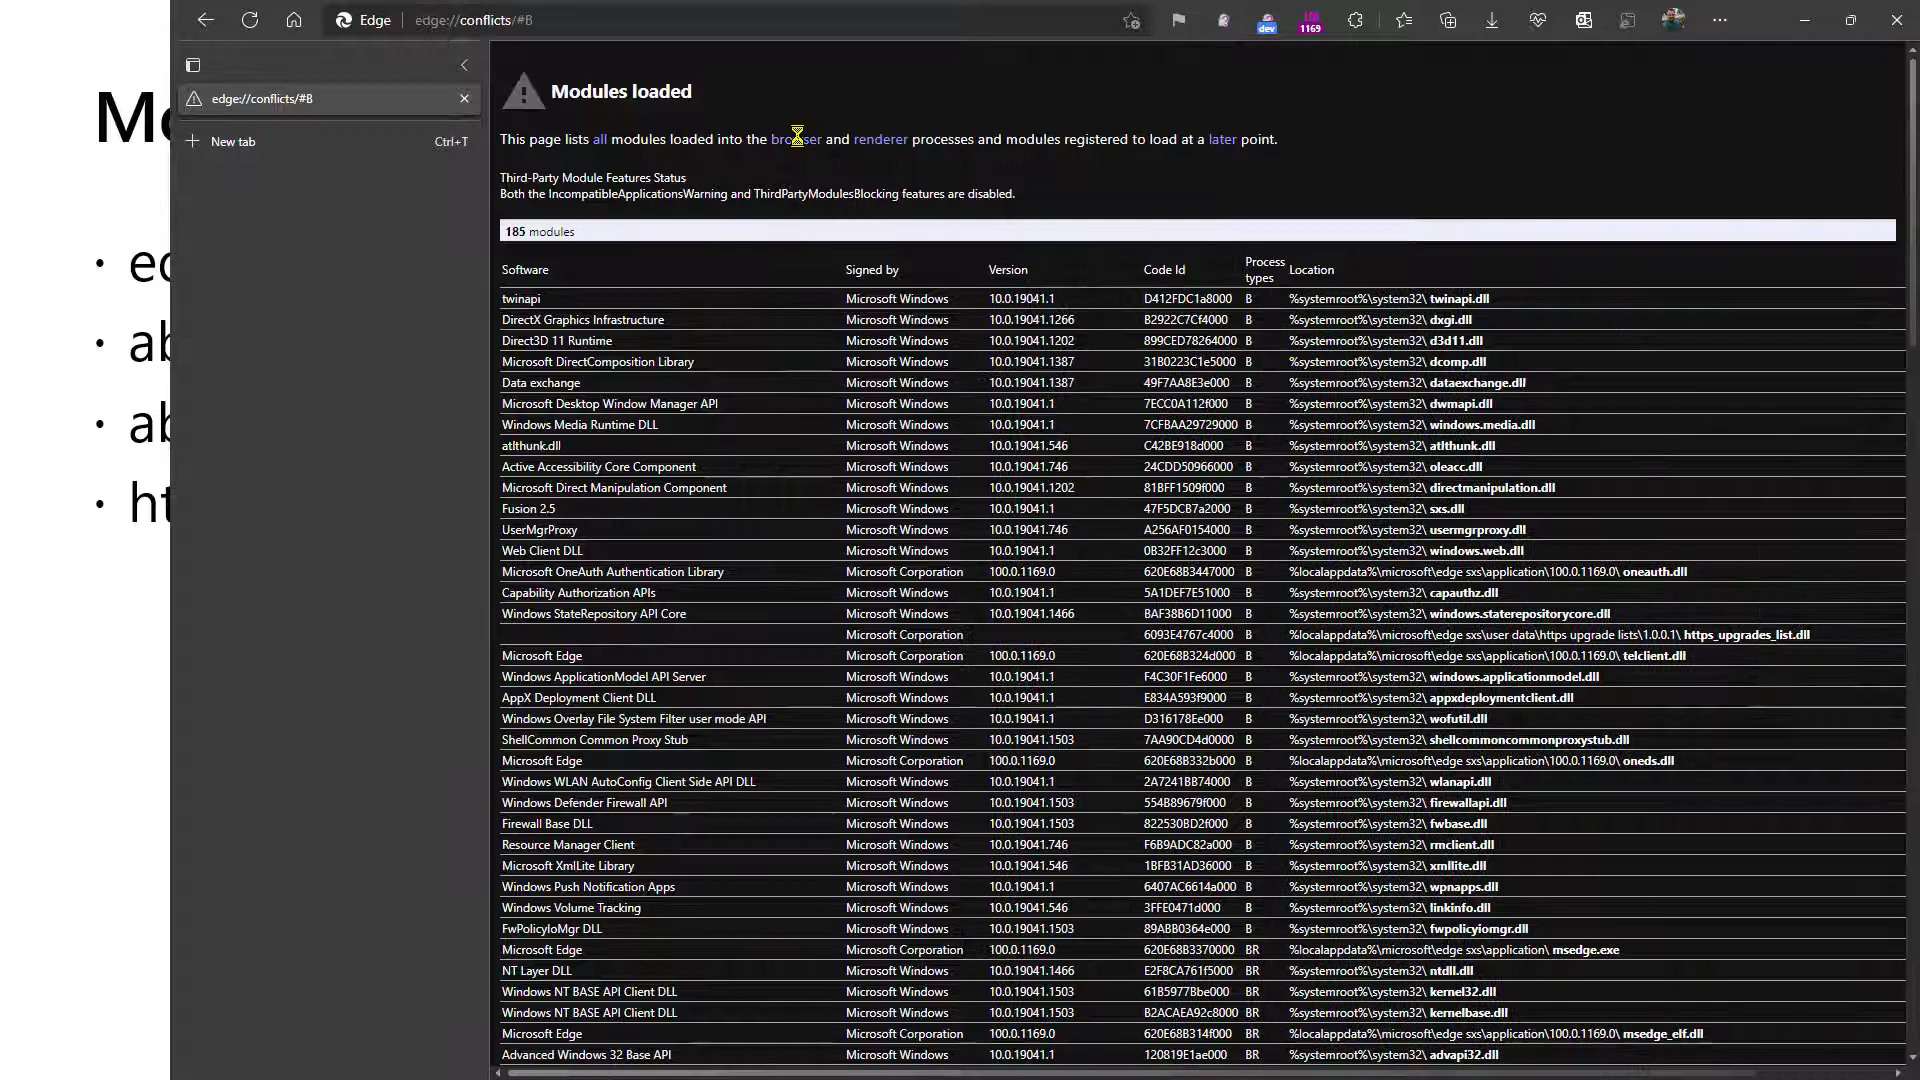 Edge edge://conflicts/#B
dev
1169
edge://conflicts/#B
New tab Ctrl+T
Modules loaded
This page lists all modules loaded into the browser and renderer processes and modules registered to load at a later point.
Third-Party Module Features Status
Both the IncompatibleApplicationsWarning and ThirdPartyModulesBlocking features are disabled.
185 modules
Software Signed by Version Code Id Process types Location
twinapi Microsoft Windows 10.0.19041.1 D412FDC1a8000 B %systemroot%\system32\ twinapi.dll
DirectX Graphics Infrastructure Microsoft Windows 10.0.19041.1266 B2922C7Cf4000 B %systemroot%\system32\ dxgi.dll
Direct3D 11 Runtime Microsoft Windows 10.0.19041.1202 899CED78264000 B %systemroot%\system32\ d3d11.dll
Microsoft DirectComposition Library Microsoft Windows 10.0.19041.1387 31B0223C1e5000 B %systemroot%\system32\ dcomp.dll
Data exchange Microsoft Windows 10.0.19041.1387 49F7AA8E3e000 B %systemroot%\system32\ dataexchange.dll
Microsoft Desktop Window Manager API Microsoft Windows 10.0.19041.1 7ECC0A112f000 B %systemroot%\system32\ dwmapi.dll
Windows Media Runtime DLL Microsoft Windows 10.0.19041.1 7CFBAA29729000 B %systemroot%\system32\ windows.media.dll
atlthunk.dll Microsoft Windows 10.0.19041.546 C42BE918d000 B %systemroot%\system32\ atlthunk.dll
Active Accessibility Core Component Microsoft Windows 10.0.19041.746 24CDD50966000 B %systemroot%\system32\ oleacc.dll
Microsoft Direct Manipulation Component Microsoft Windows 10.0.19041.1202 81BFF1509f000 B %systemroot%\system32\ directmanipulation.dll
Fusion 2.5 Microsoft Windows 10.0.19041.1 47F5DCB7a2000 B %systemroot%\system32\ sxs.dll
UserMgrProxy Microsoft Windows 10.0.19041.746 A256AF0154000 B %systemroot%\system32\ usermgrproxy.dll
Web Client DLL Microsoft Windows 10.0.19041.1 0B32FF12c3000 B %systemroot%\system32\ windows.web.dll
Microsoft OneAuth Authentication Library Microsoft Corporation 100.0.1169.0 620E68B3447000 B %localappdata%\microsoft\edge sxs\application\100.0.1169.0\ oneauth.dll
Capability Authorization APIs Microsoft Windows 10.0.19041.1 5A1DEF7E51000 B %systemroot%\system32\ capauthz.dll
Windows StateRepository API Core Microsoft Windows 10.0.19041.1466 BAF38B6D11000 B %systemroot%\system32\ windows.staterepositorycore.dll
Microsoft Corporation 6093E4767c4000 B %localappdata%\microsoft\edge sxs\user data\https upgrade lists\1.0.0.1\ https_upgrades_list.dll
Microsoft Edge Microsoft Corporation 100.0.1169.0 620E68B324d000 B %localappdata%\microsoft\edge sxs\application\100.0.1169.0\ telclient.dll
Windows ApplicationModel API Server Microsoft Windows 10.0.19041.1 F4C30F1Fe6000 B %systemroot%\system32\ windows.applicationmodel.dll
AppX Deployment Client DLL Microsoft Windows 10.0.19041.1 E834A593f9000 B %systemroot%\system32\ appxdeploymentclient.dll
Windows Overlay File System Filter user mode API Microsoft Windows 10.0.19041.1 D316178Ee000 B %systemroot%\system32\ wofutil.dll
ShellCommon Common Proxy Stub Microsoft Windows 10.0.19041.1503 7AA90CD4d0000 B %systemroot%\system32\ shellcommoncommonproxystub.dll
Microsoft Edge Microsoft Corporation 100.0.1169.0 620E68B332b000 B %localappdata%\microsoft\edge sxs\application\100.0.1169.0\ oneds.dll
Windows WLAN AutoConfig Client Side API DLL Microsoft Windows 10.0.19041.1 2A7241BB74000 B %systemroot%\system32\ wlanapi.dll
Windows Defender Firewall API Microsoft Windows 10.0.19041.1503 554B89679f000 B %systemroot%\system32\ firewallapi.dll
Firewall Base DLL Microsoft Windows 10.0.19041.1503 822530BD2f000 B %systemroot%\system32\ fwbase.dll
Resource Manager Client Microsoft Windows 10.0.19041.746 F6B9ADC82a000 B %systemroot%\system32\ rmclient.dll
Microsoft XmlLite Library Microsoft Windows 10.0.19041.546 1BFB31AD36000 B %systemroot%\system32\ xmllite.dll
Windows Push Notification Apps Microsoft Windows 10.0.19041.1 6407AC6614a000 B %systemroot%\system32\ wpnapps.dll
Windows Volume Tracking Microsoft Windows 10.0.19041.546 3FFE0471d000 B %systemroot%\system32\ linkinfo.dll
FwPolicyIoMgr DLL Microsoft Windows 10.0.19041.1503 89ABB0364e000 B %systemroot%\system32\ fwpolicyiomgr.dll
Microsoft Edge Microsoft Corporation 100.0.1169.0 620E68B3370000 BR %localappdata%\microsoft\edge sxs\application\ msedge.exe
NT Layer DLL Microsoft Windows 10.0.19041.1466 E2F8CA761f5000 BR %systemroot%\system32\ ntdll.dll
Windows NT BASE API Client DLL Microsoft Windows 10.0.19041.1503 61B5977Bbe000 BR %systemroot%\system32\ kernel32.dll
Windows NT BASE API Client DLL Microsoft Windows 10.0.19041.1503 B2ACAEA92c8000 BR %systemroot%\system32\ kernelbase.dll
Microsoft Edge Microsoft Corporation 100.0.1169.0 620E68B314f000 BR %localappdata%\microsoft\edge sxs\application\100.0.1169.0\ msedge_elf.dll
Advanced Windows 32 Base API Microsoft Windows 10.0.19041.1 120819E1ae000 BR %systemroot%\system32\ advapi32.dll